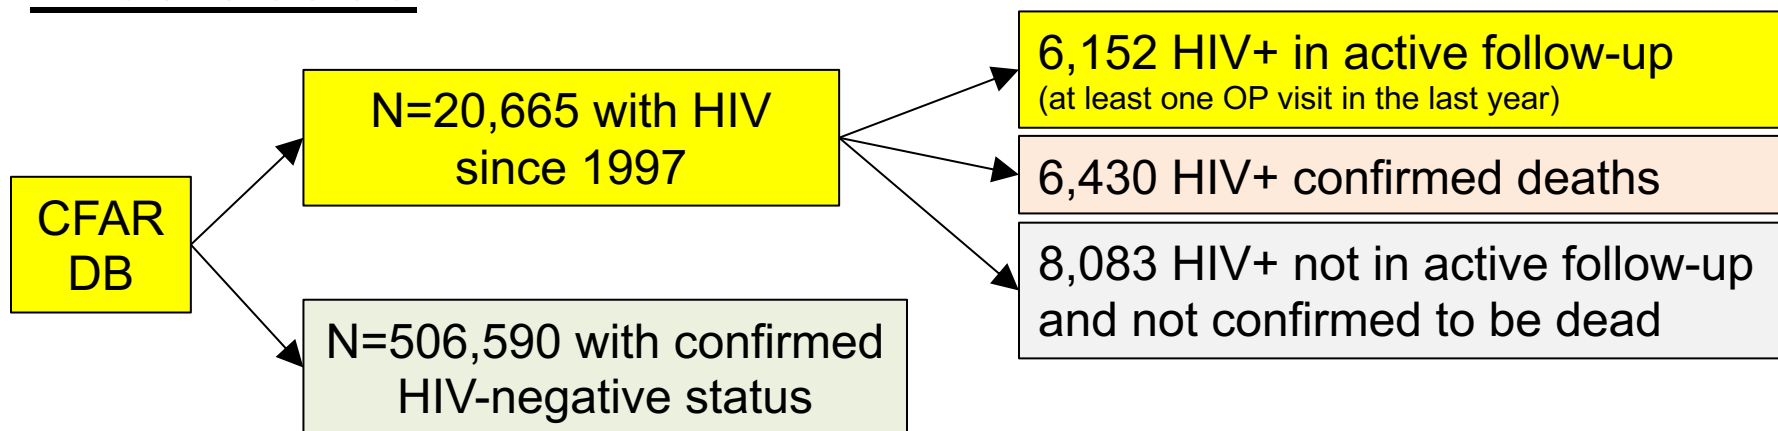 CFAR
DB
N=20,665 with HIV
since 1997
N=506,590 with confirmed
HIV-negative status
6,152 HIV+ in active follow-up
(at least one OP visit in the last year)
6,430 HIV+ confirmed deaths
8,083 HIV+ not in active follow-up
and not confirmed to be dead